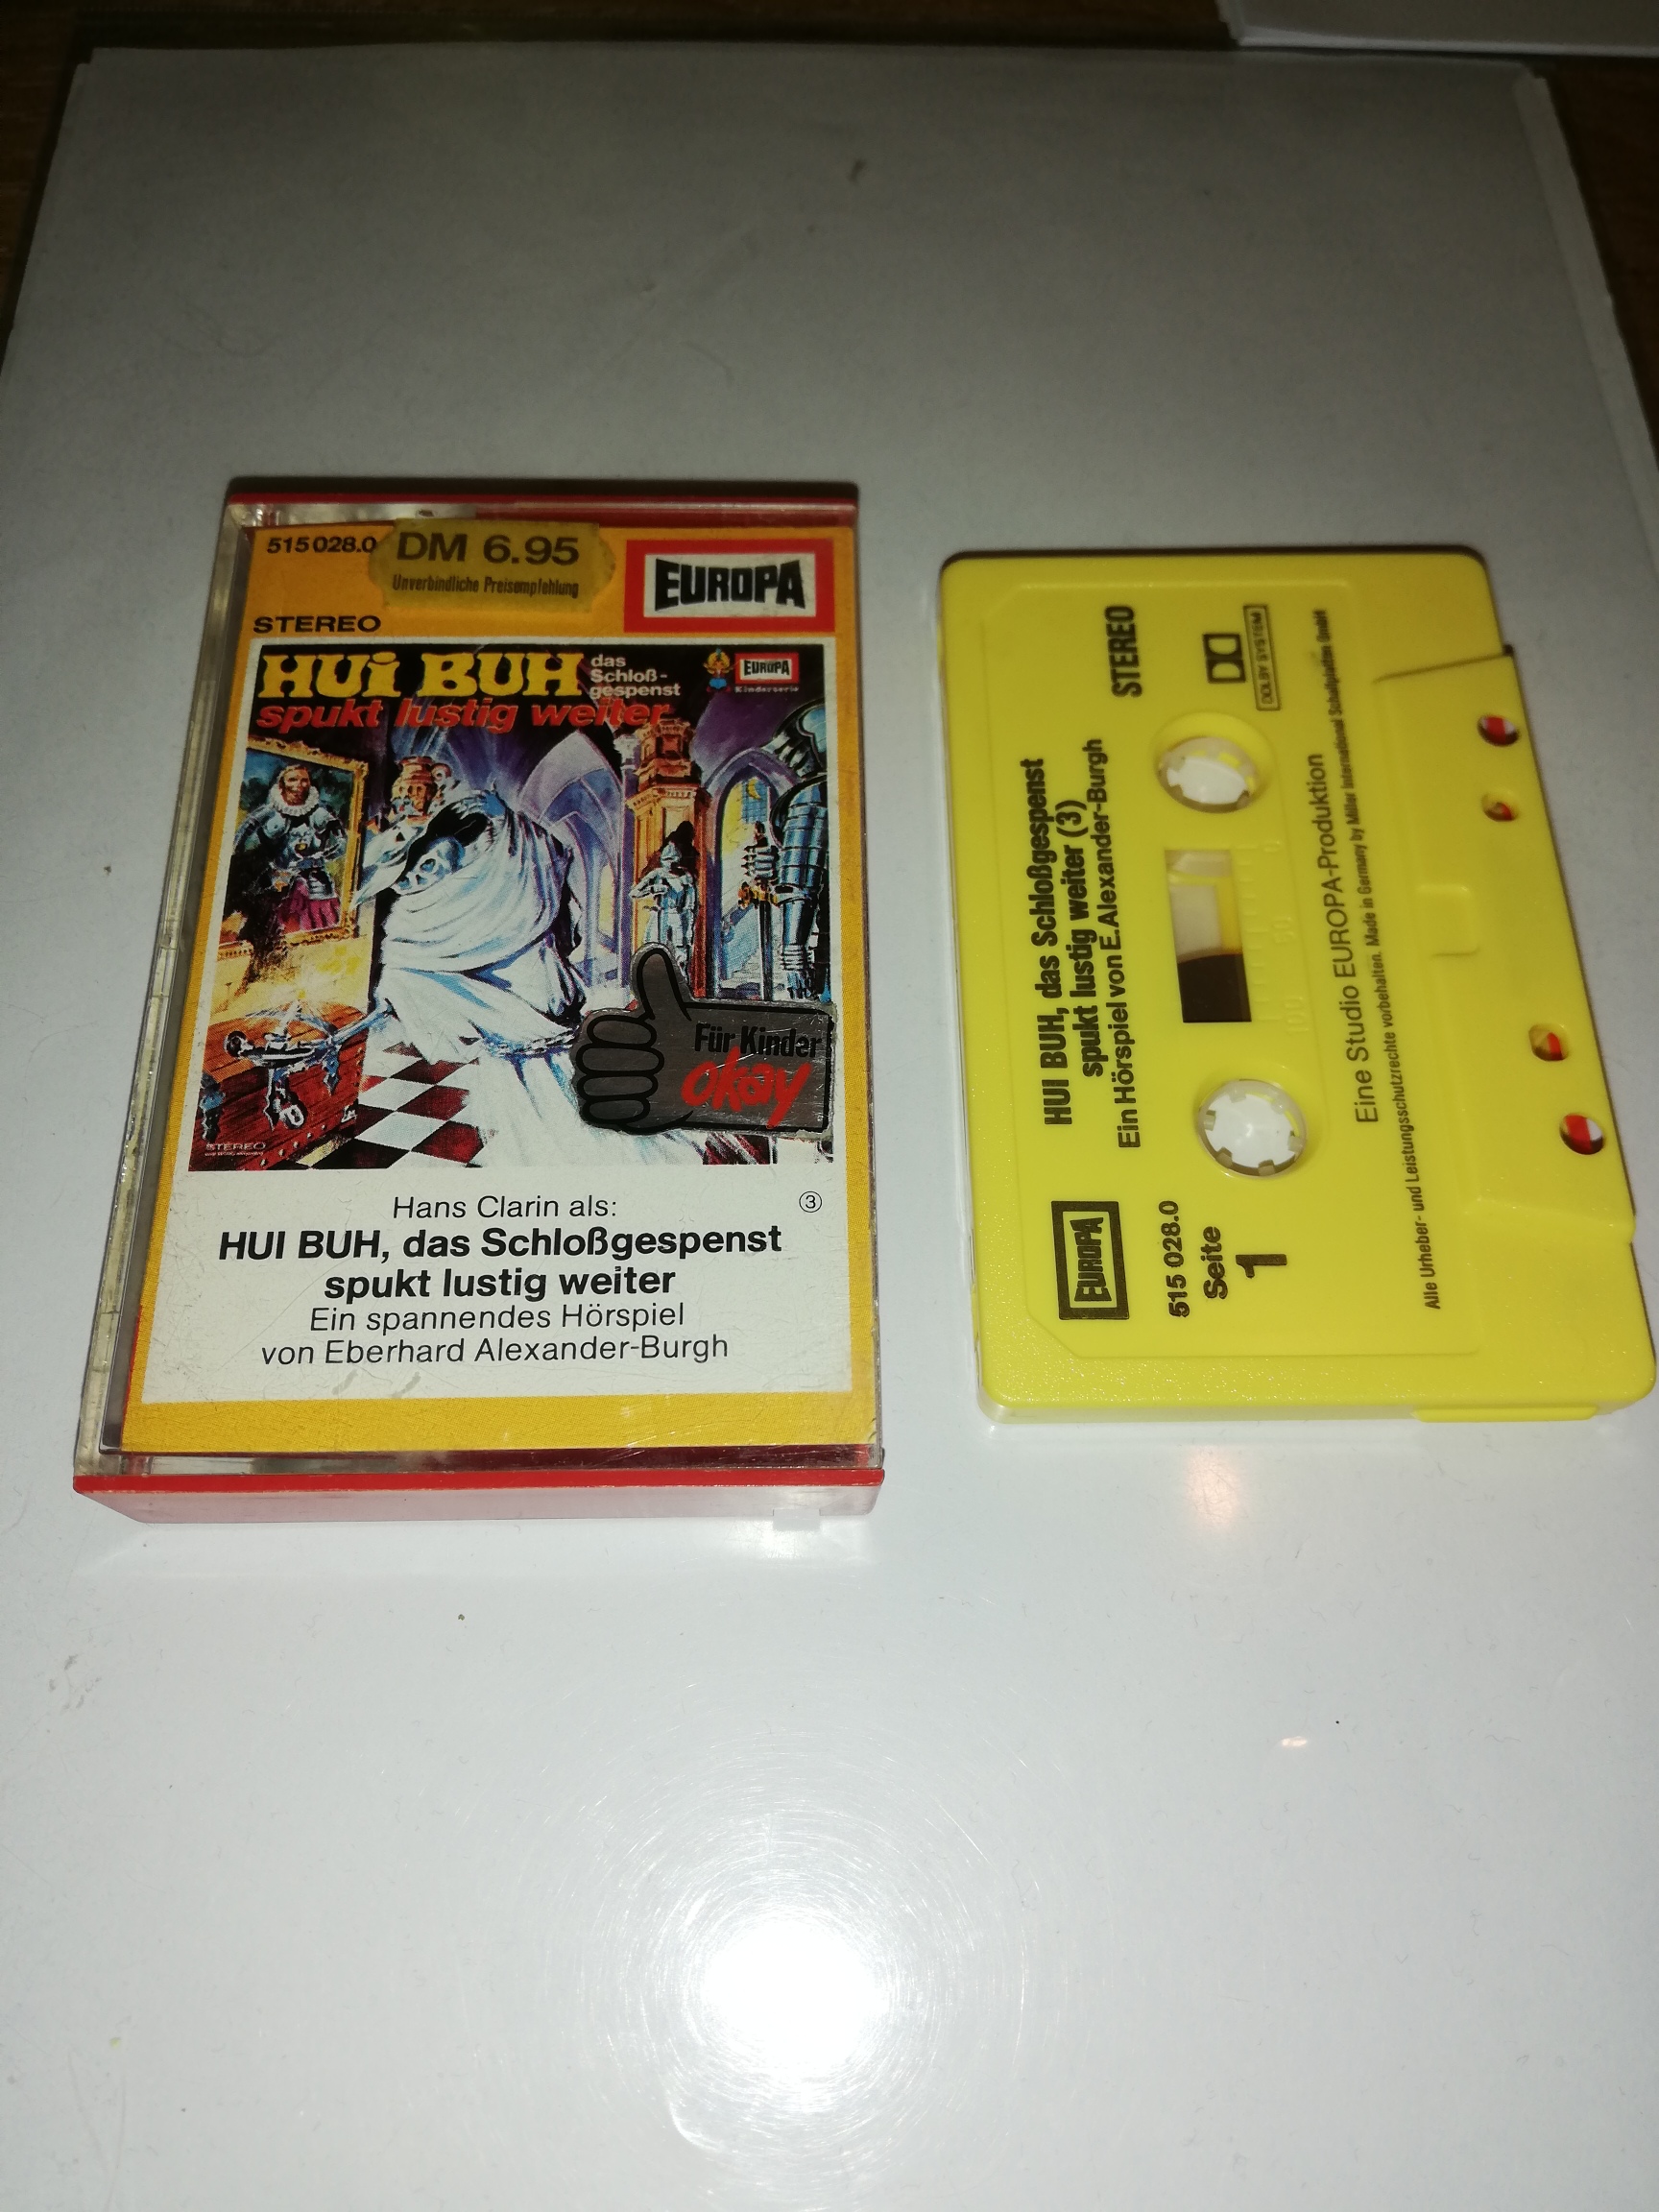 515 028.0
DM 6.95
Unverbindliche Preisempfehlung
EUROPA
STEREO
HUi BUH das Schloß-gespenst
spukt lustig weiter
EUROPA
Kinderserie
Für Kinder
okay
STEREO
Hans Clarin als:
3
HUI BUH, das Schloßgespenst
spukt lustig weiter
Ein spannendes Hörspiel
von Eberhard Alexander-Burgh
HUI BUH, das Schloßgespenst
spukt lustig weiter (3)
Ein Hörspiel von E. Alexander-Burgh
STEREO
EUROPA
515 028.0
Seite
1
DOLBY SYSTEM
100 50 0
Eine Studio EUROPA-Produktion
Alle Urheber- und Leistungsschutzrechte vorbehalten. Made in Germany by Miller International Schallplatten GmbH